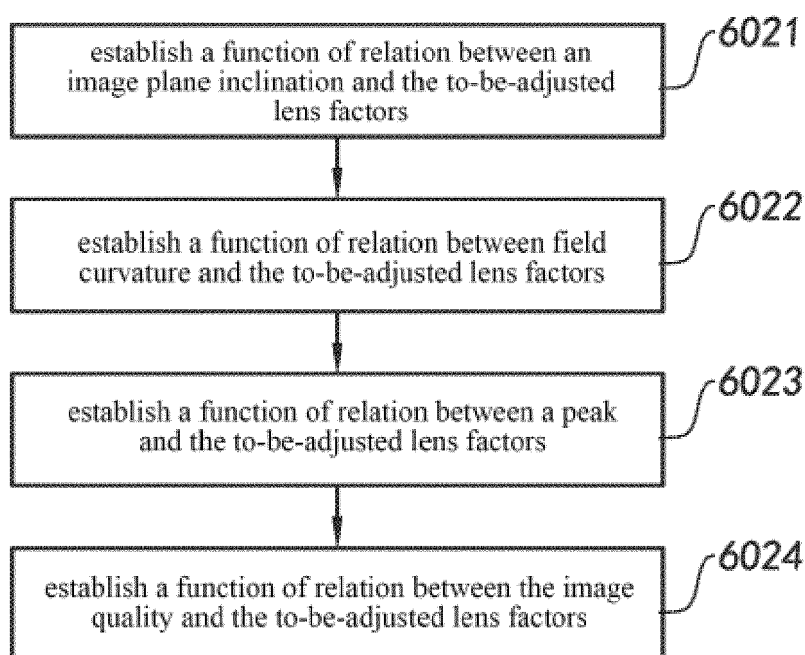 establish a function of relation between an
image plane inclination and the to-be-adjusted
lens factors
6021
establish a function of relation between field
curvature and the to-be-adjusted lens factors
6022
establish a function of relation between a peak
and the to-be-adjusted lens factors
6023
establish a function of relation between the image
quality and the to-be-adjusted lens factors
6024